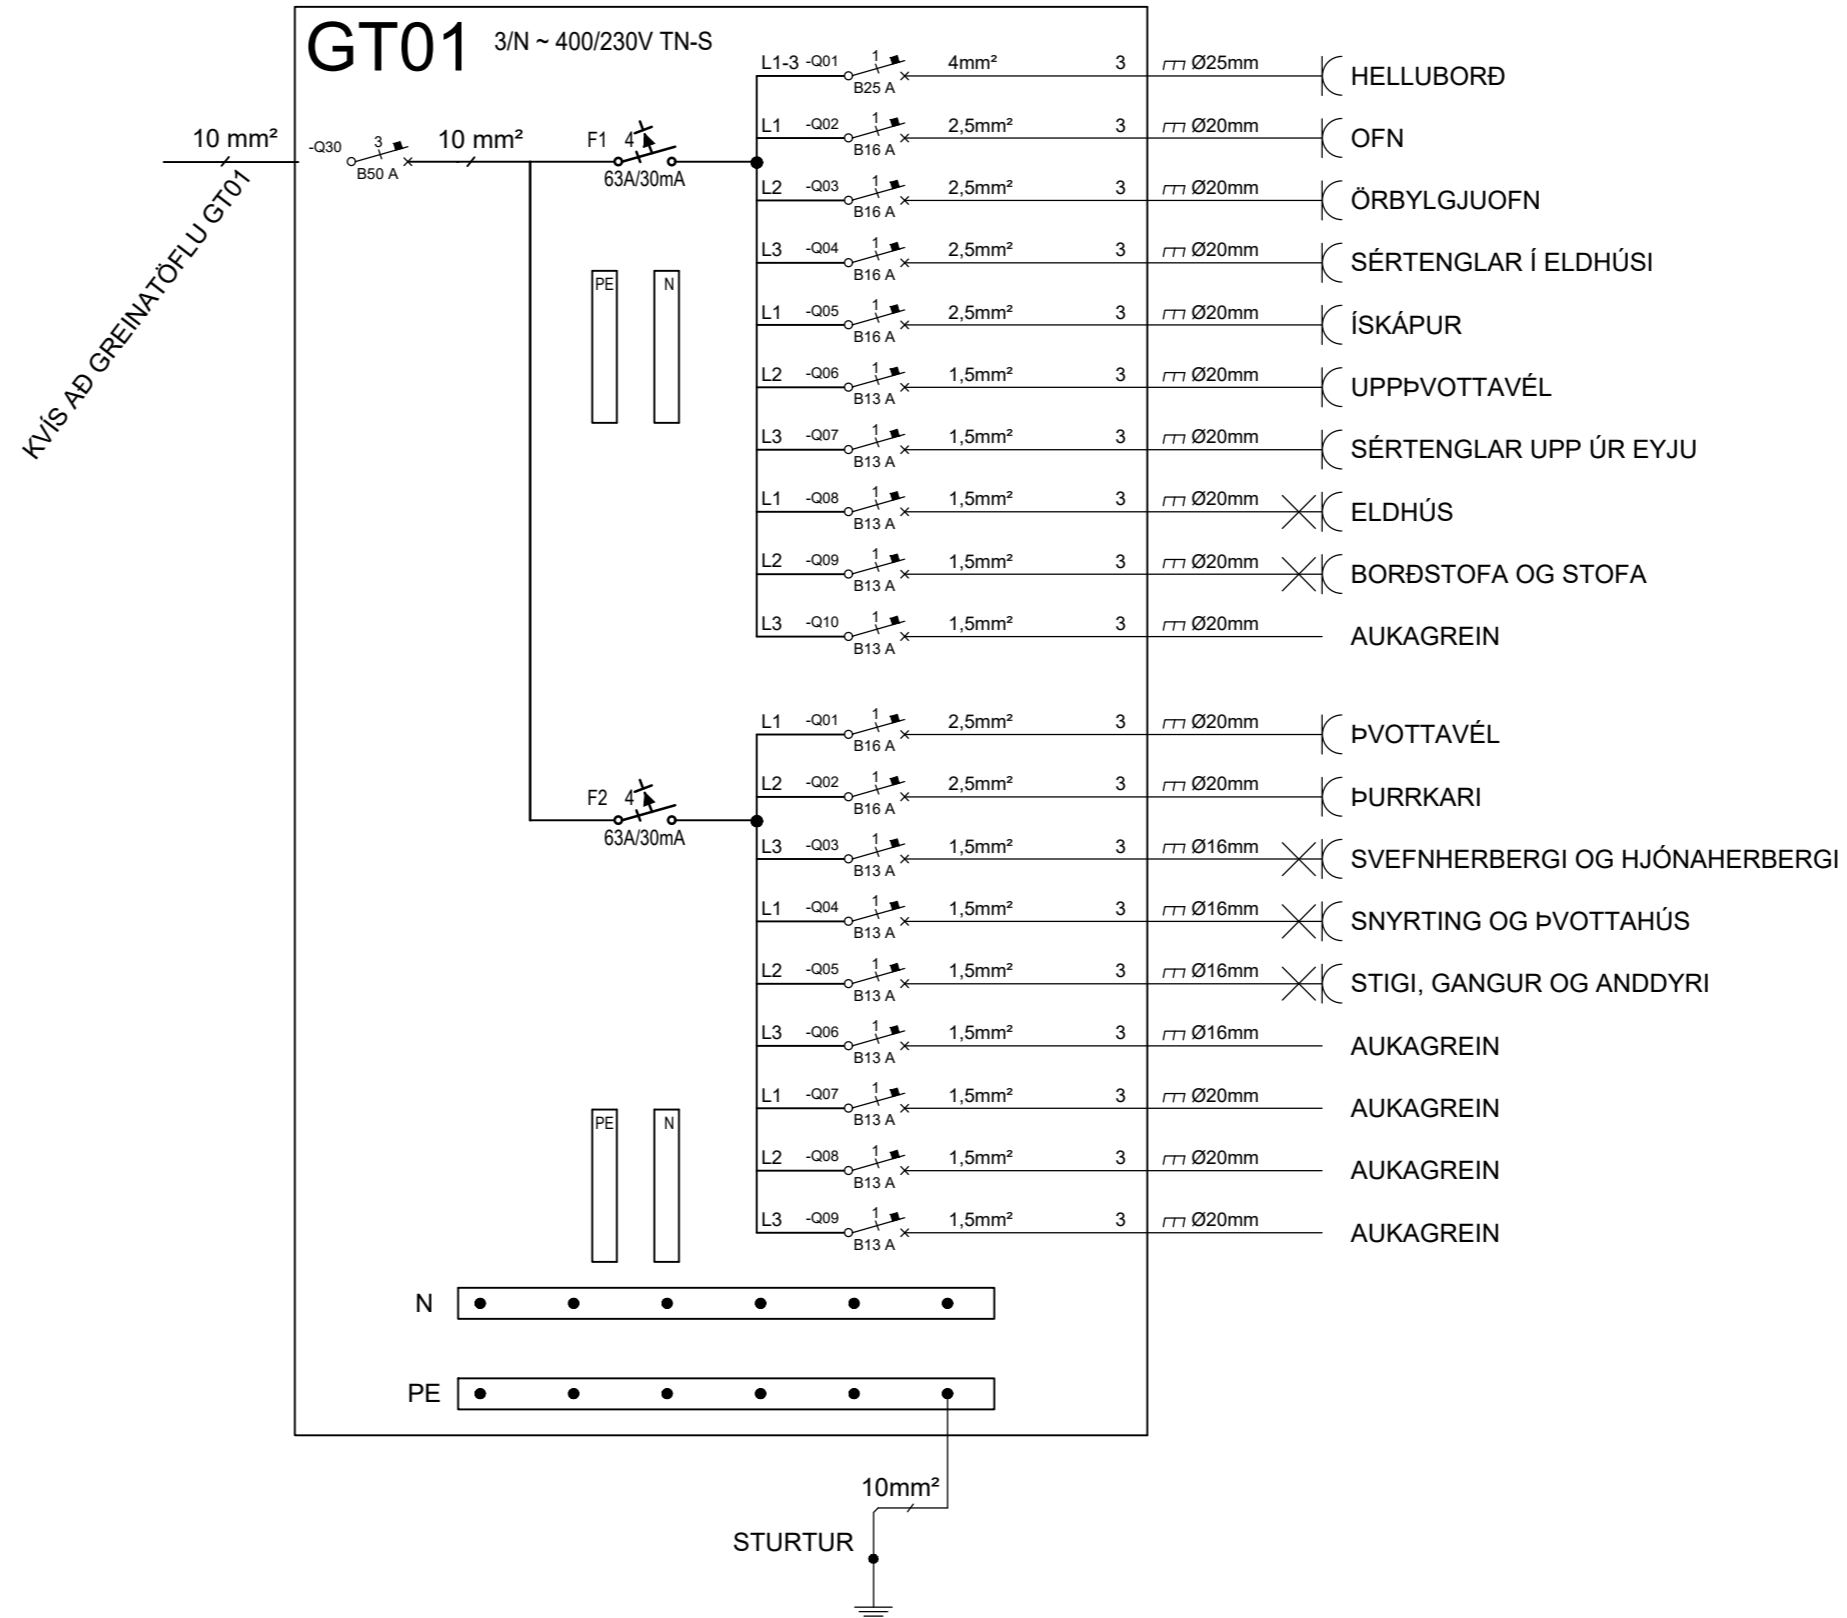 GT01 3/N ~ 400/230V TN-S
10 mm²
KVÍS AÐ GREINATÖFLU GT01
-Q30 3 B50 A
10 mm²
F1 4 63A/30mA
PE N
L1-3 -Q01 1 B25 A 4mm² 3 Ø25mm HELLUBORÐ
L1 -Q02 1 B16 A 2,5mm² 3 Ø20mm OFN
L2 -Q03 1 B16 A 2,5mm² 3 Ø20mm ÖRBYLGJUOFN
L3 -Q04 1 B16 A 2,5mm² 3 Ø20mm SÉRTENGLAR Í ELDHÚSI
L1 -Q05 1 B16 A 2,5mm² 3 Ø20mm ÍSKÁPUR
L2 -Q06 1 B13 A 1,5mm² 3 Ø20mm UPPÞVOTTAVÉL
L3 -Q07 1 B13 A 1,5mm² 3 Ø20mm SÉRTENGLAR UPP ÚR EYJU
L1 -Q08 1 B13 A 1,5mm² 3 Ø20mm ELDHÚS
L2 -Q09 1 B13 A 1,5mm² 3 Ø20mm BORÐSTOFA OG STOFA
L3 -Q10 1 B13 A 1,5mm² 3 Ø20mm AUKAGREIN
F2 4 63A/30mA
PE N
L1 -Q01 1 B16 A 2,5mm² 3 Ø20mm ÞVOTTAVÉL
L2 -Q02 1 B16 A 2,5mm² 3 Ø20mm ÞURRKARI
L3 -Q03 1 B13 A 1,5mm² 3 Ø16mm SVEFNHERBERGI OG HJÓNAHERBERGI
L1 -Q04 1 B13 A 1,5mm² 3 Ø16mm SNYRTING OG ÞVOTTAHÚS
L2 -Q05 1 B13 A 1,5mm² 3 Ø16mm STIGI, GANGUR OG ANDDYRI
L3 -Q06 1 B13 A 1,5mm² 3 Ø16mm AUKAGREIN
L1 -Q07 1 B13 A 1,5mm² 3 Ø20mm AUKAGREIN
L2 -Q08 1 B13 A 1,5mm² 3 Ø20mm AUKAGREIN
L3 -Q09 1 B13 A 1,5mm² 3 Ø20mm AUKAGREIN
N
PE
10mm²
STURTUR